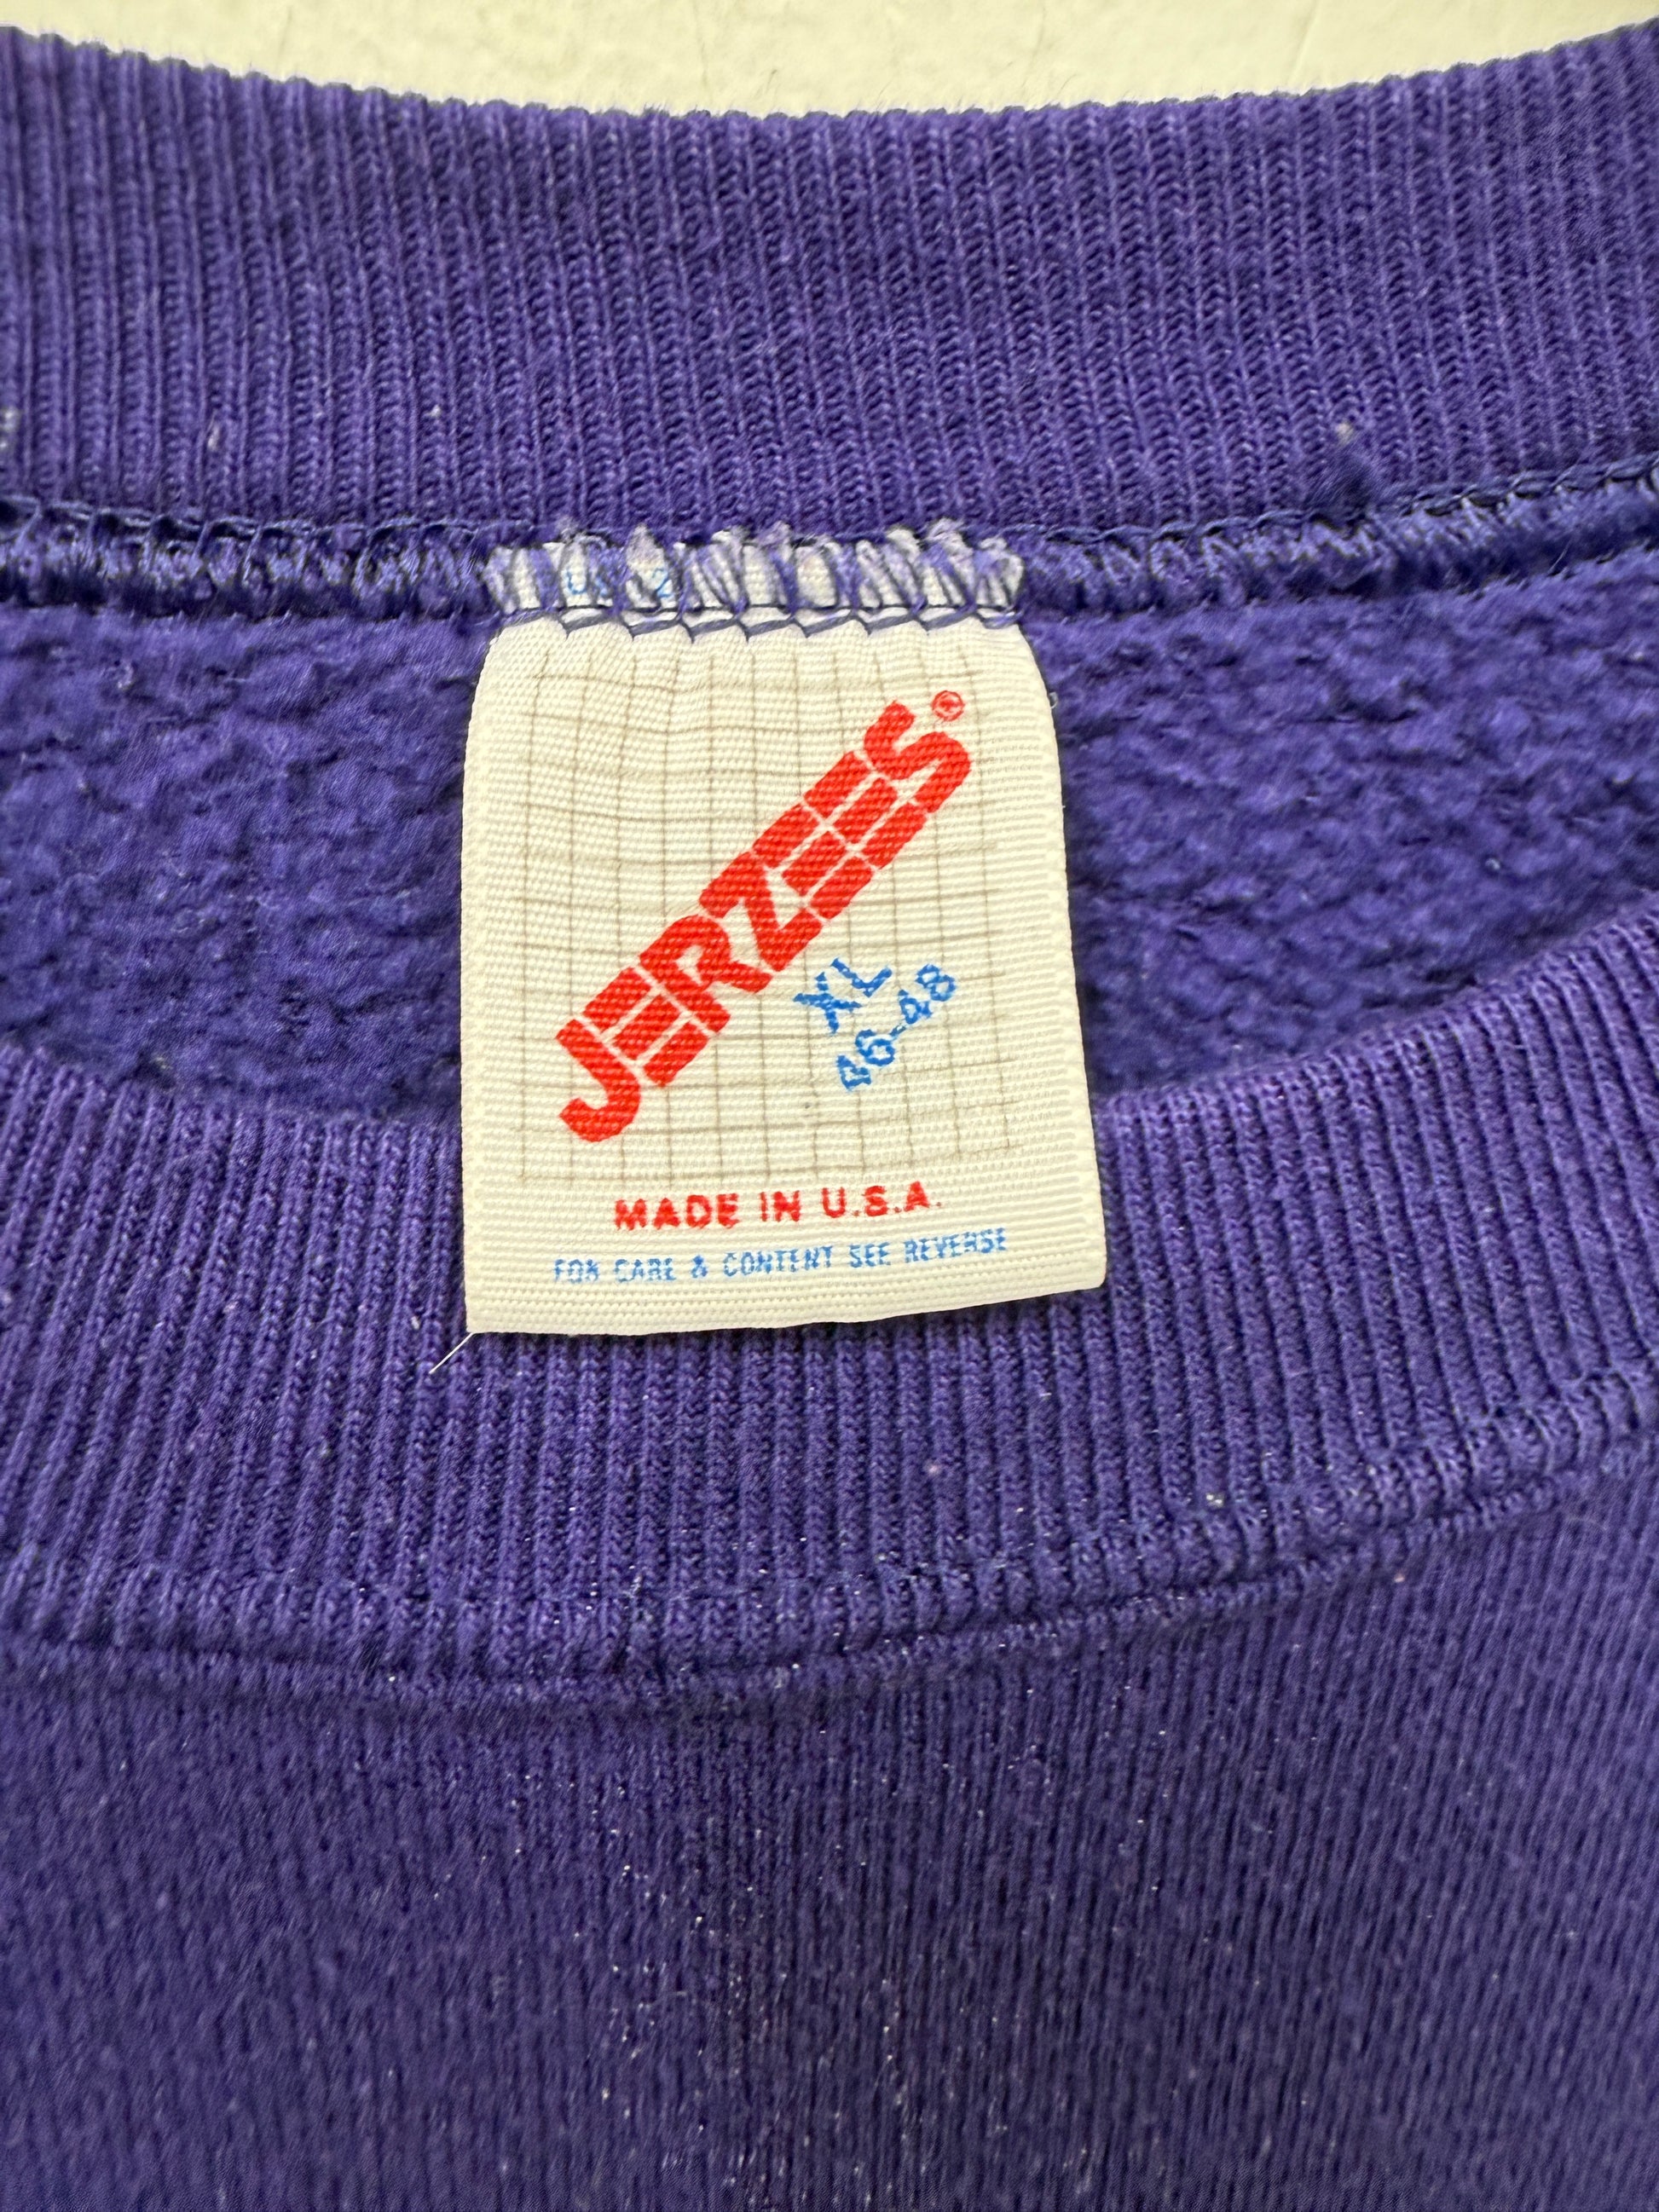 JERZEES®
XL
46-48
MADE IN U.S.A.
FOR CARE & CONTENT SEE REVERSE